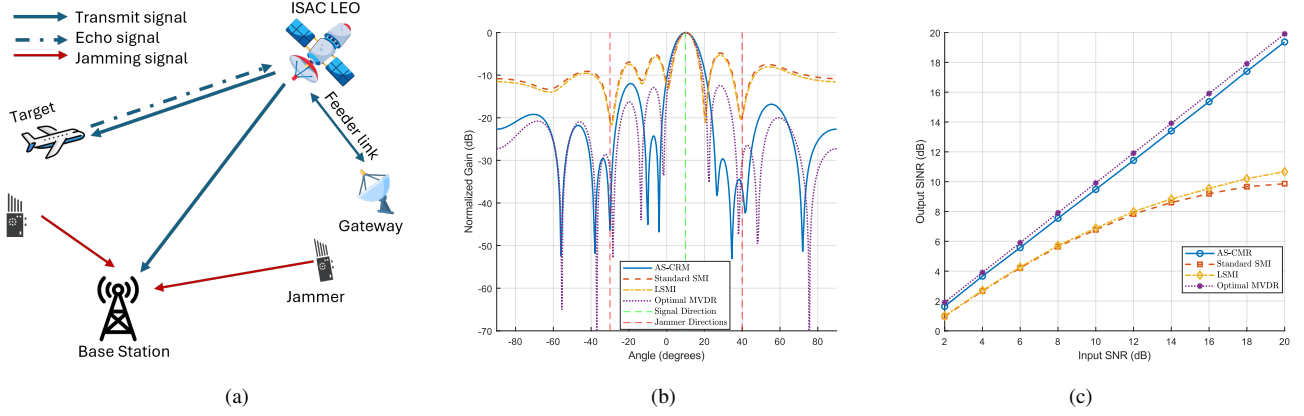 Transmit signal
Echo signal
Jamming signal
ISAC LEO
Target
Feeder link
Gateway
Jammer
Base Station
(a)
0
-10
-20
-30
-40
-50
-60
-70
Normalized Gain (dB)
-80
-60
-40
-20
0
20
40
60
80
Angle (degrees)
AS-CRM
Standard SMI
LSMI
Optimal MVDR
Signal Direction
Jammer Directions
(b)
20
18
16
14
12
10
8
6
4
2
0
Output SINR (dB)
2
4
6
8
10
12
14
16
18
20
Input SNR (dB)
AS-CMR
Standard SMI
LSMI
Optimal MVDR
(c)